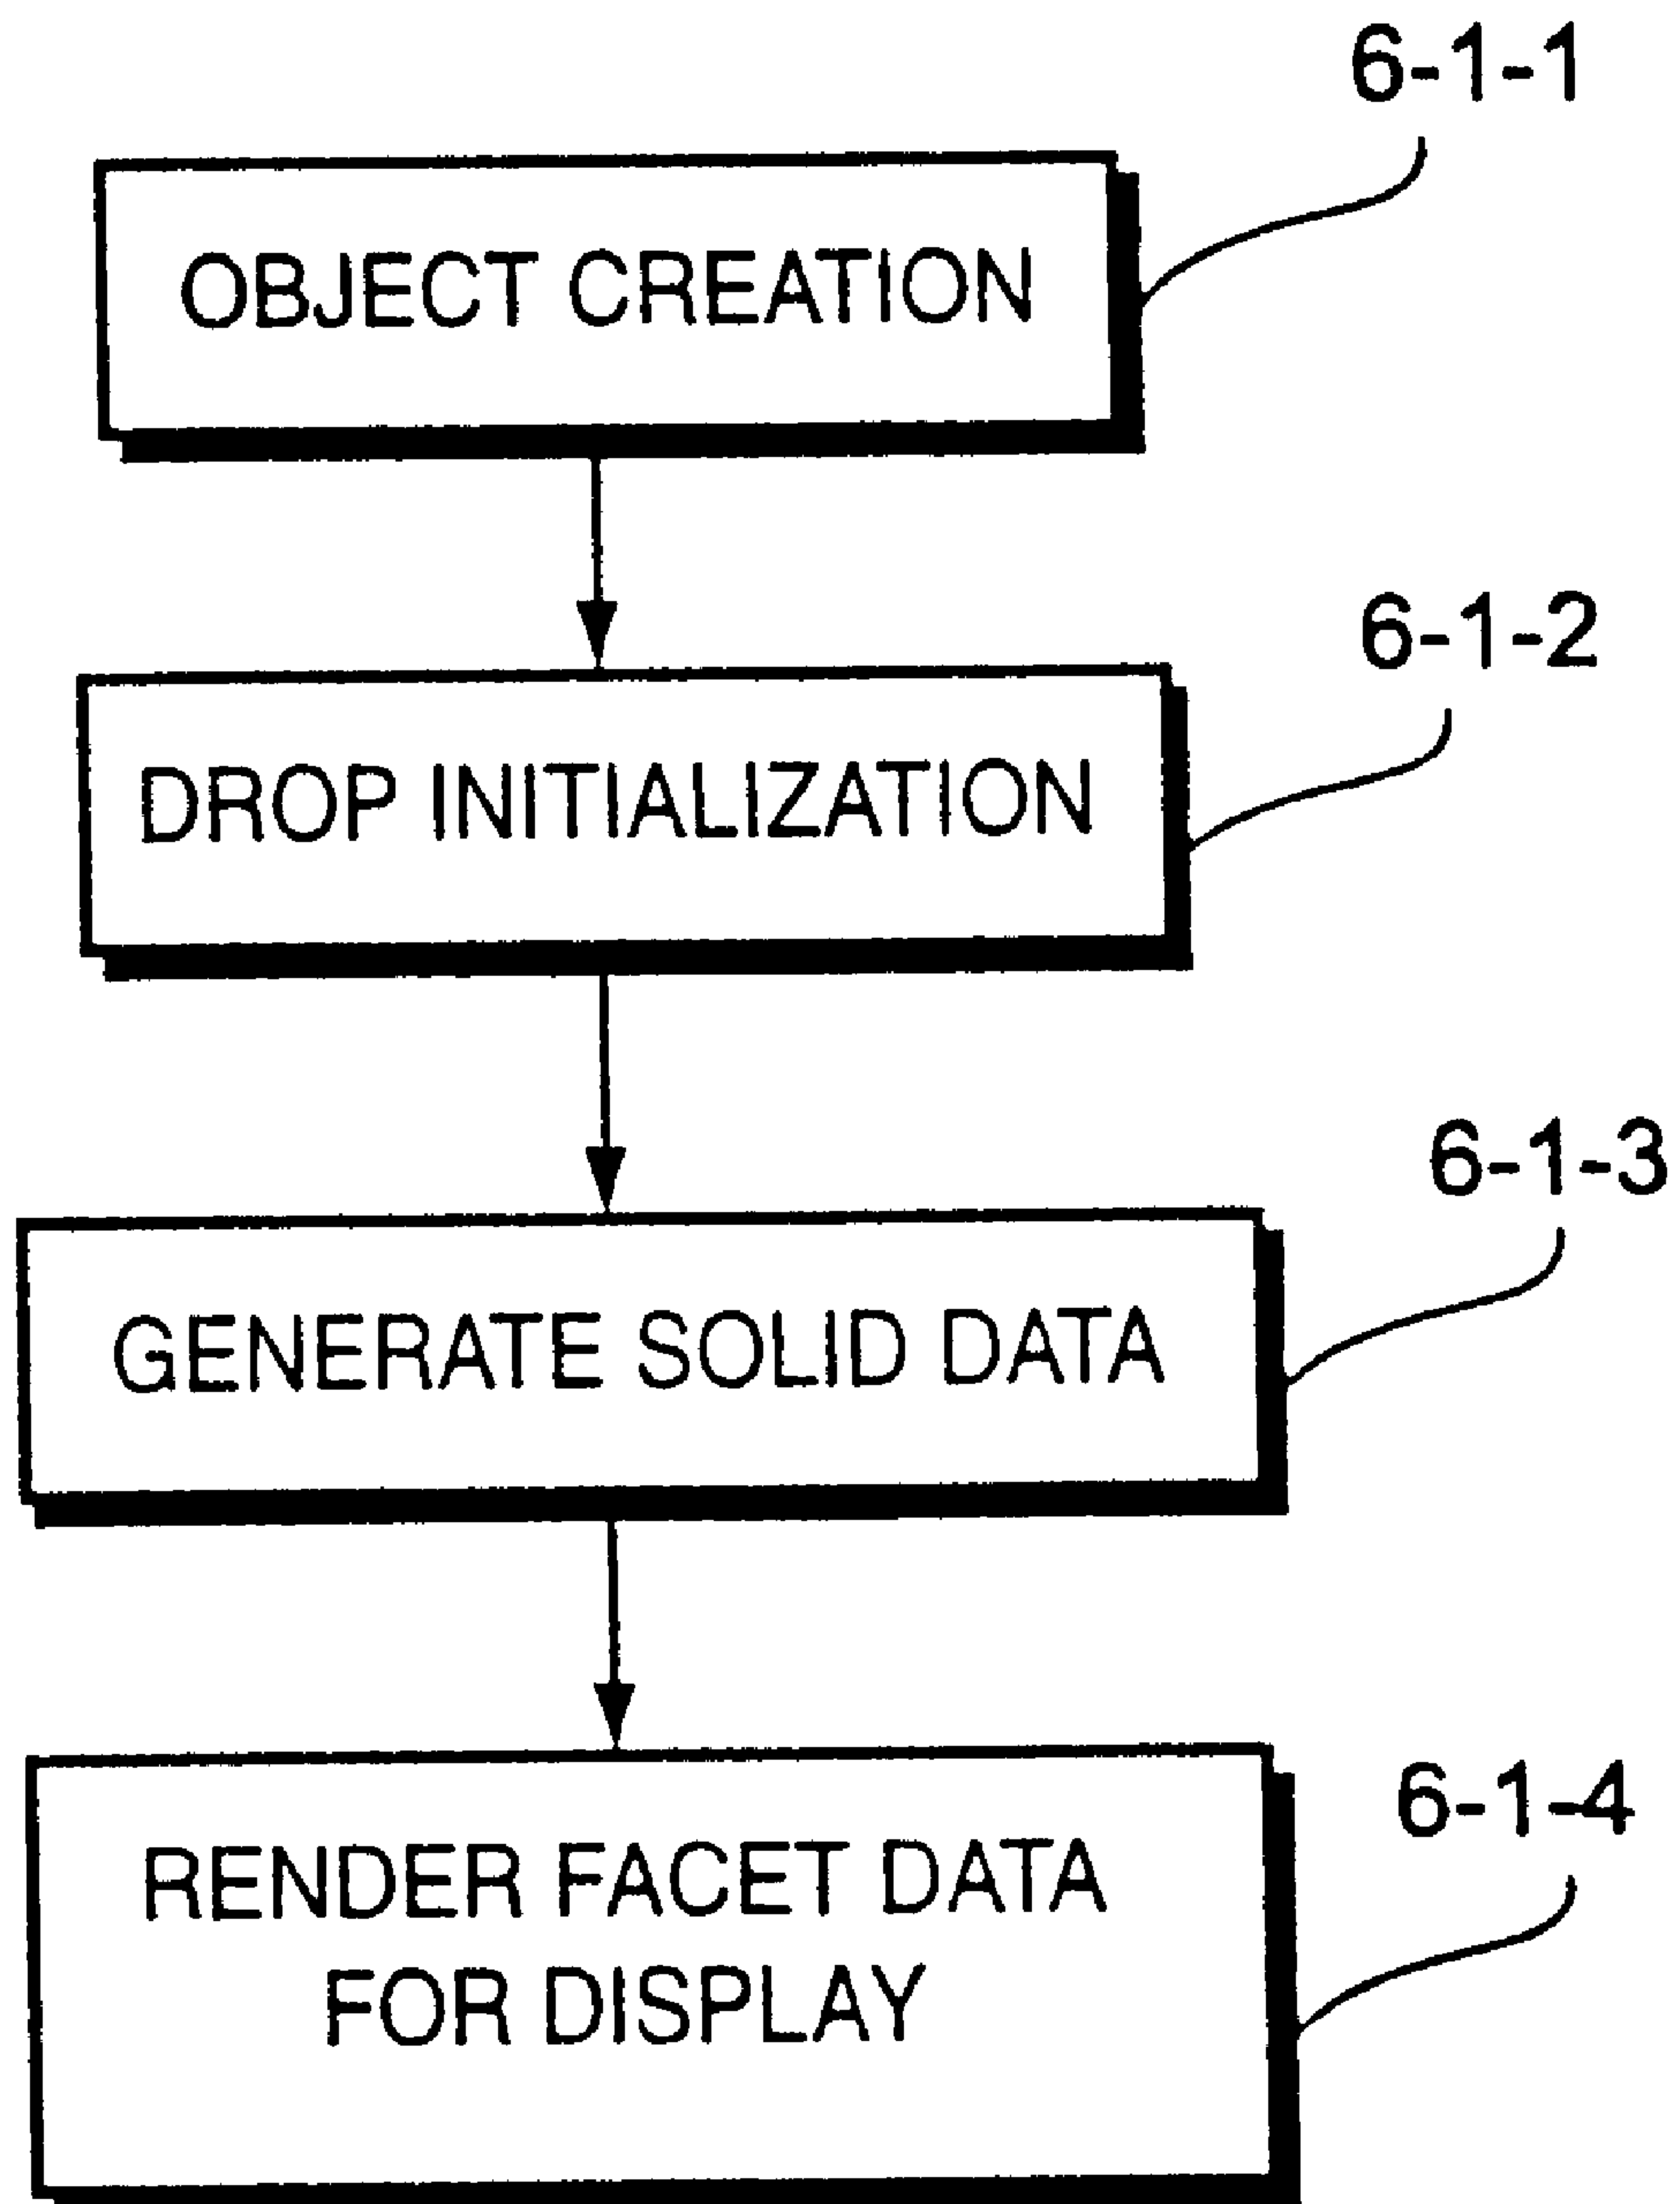 6-1-1
OBJECT CREATION
6-1-2
DROP INITIALIZATION
6-1-3
GENERATE SOLID DATA
6-1-4
RENDER FACET DATA
FOR DISPLAY